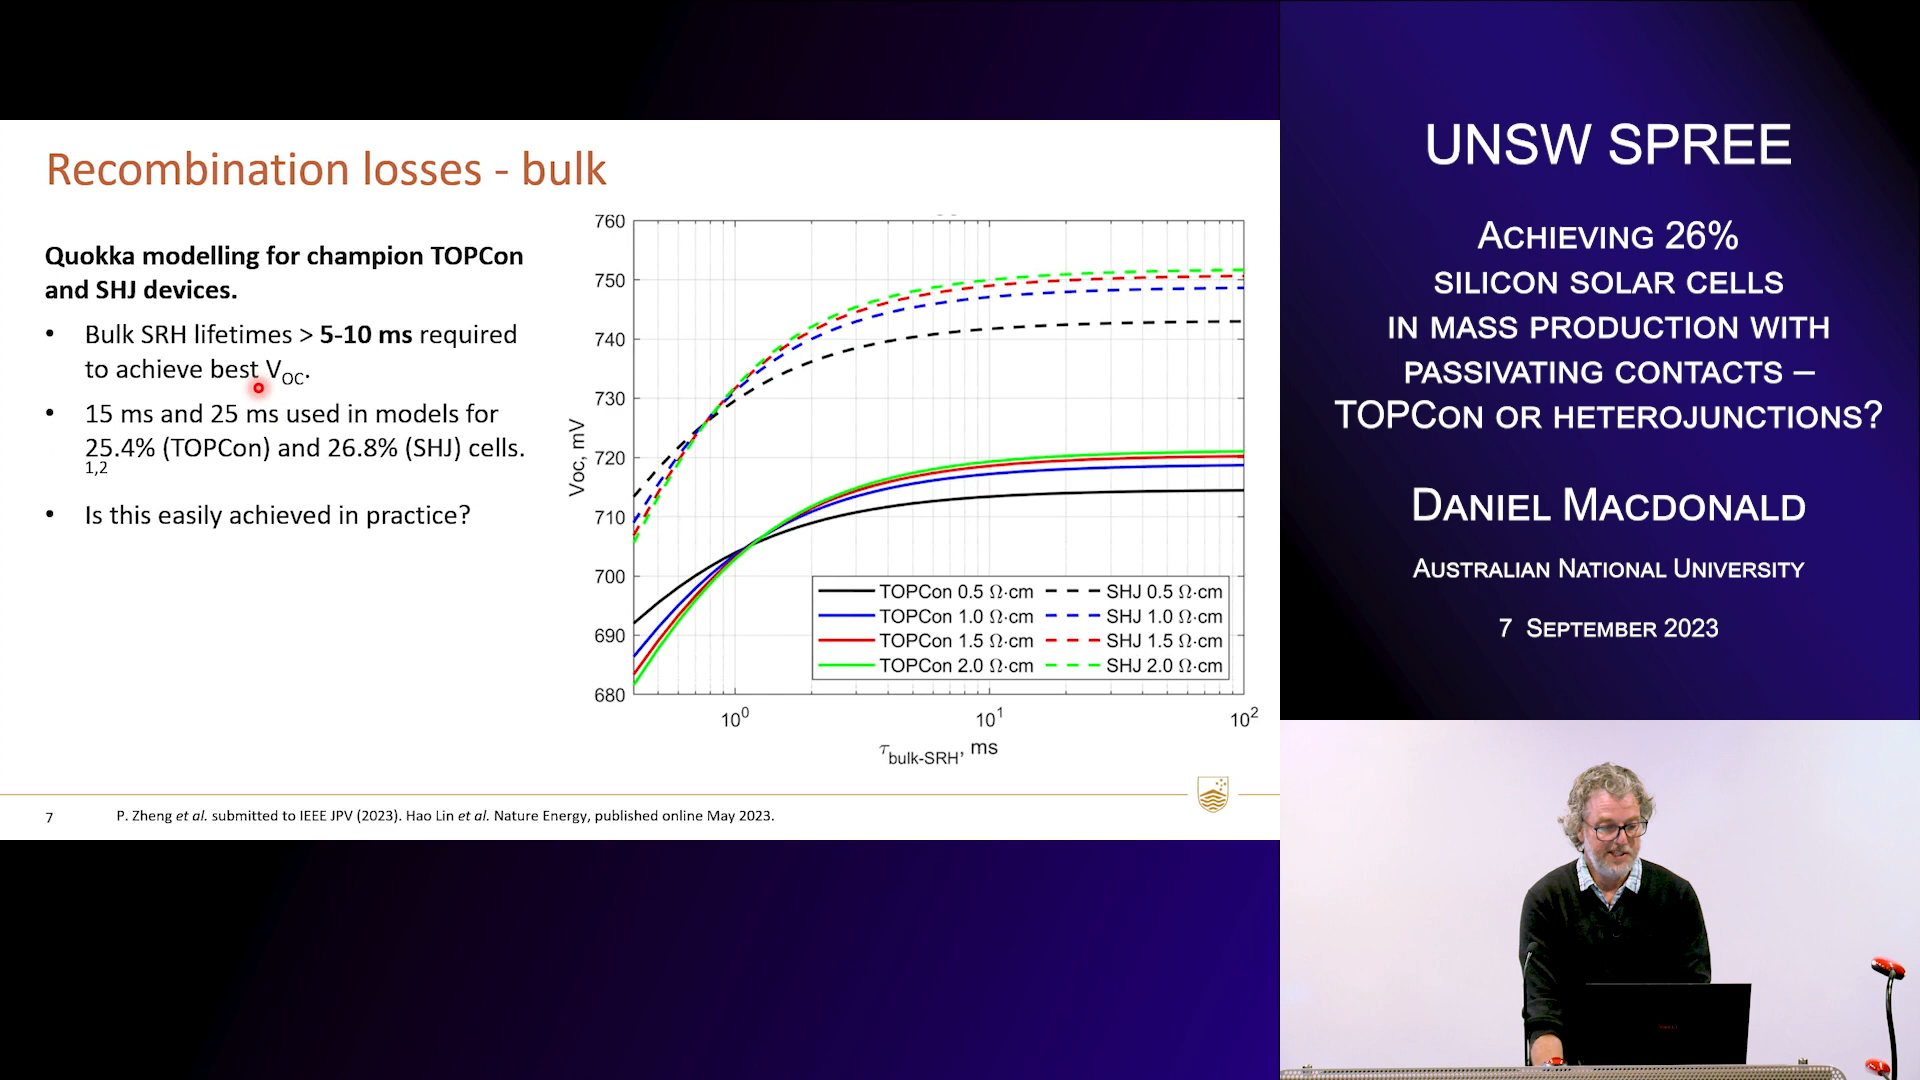 Recombination losses - bulk
Quokka modelling for champion TOPCon
and SHJ devices.
• Bulk SRH lifetimes > 5-10 ms required
to achieve best VOC.
• 15 ms and 25 ms used in models for
25.4% (TOPCon) and 26.8% (SHJ) cells.
1,2
• Is this easily achieved in practice?
760
750
740
730
720
710
700
690
680
Voc, mV
TOPCon 0.5 Ω·cm
TOPCon 1.0 Ω·cm
TOPCon 1.5 Ω·cm
TOPCon 2.0 Ω·cm
SHJ 0.5 Ω·cm
SHJ 1.0 Ω·cm
SHJ 1.5 Ω·cm
SHJ 2.0 Ω·cm
10^0 10^1 10^2
τbulk-SRH, ms
7
P. Zheng et al. submitted to IEEE JPV (2023). Hao Lin et al. Nature Energy, published online May 2023.
UNSW SPREE
ACHIEVING 26%
SILICON SOLAR CELLS
IN MASS PRODUCTION WITH
PASSIVATING CONTACTS –
TOPCON OR HETEROJUNCTIONS?
DANIEL MACDONALD
AUSTRALIAN NATIONAL UNIVERSITY
7 SEPTEMBER 2023